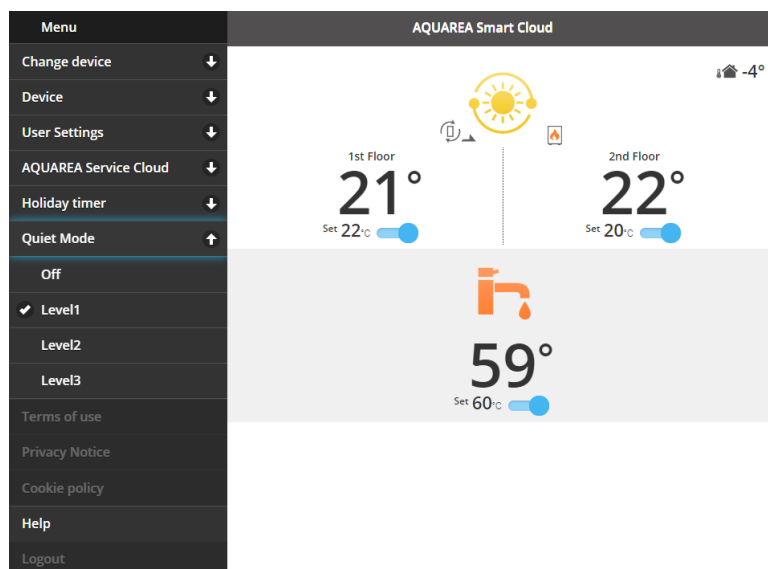 Menu
AQUAREA Smart Cloud
Change device
Device
User Settings
AQUAREA Service Cloud
Holiday timer
Quiet Mode
Off
Level1
Level2
Level3
Terms of use
Privacy Notice
Cookie policy
Help
Logout
-4°
1st Floor
21°
Set 22°C
2nd Floor
22°
Set 20°C
59°
Set 60°C